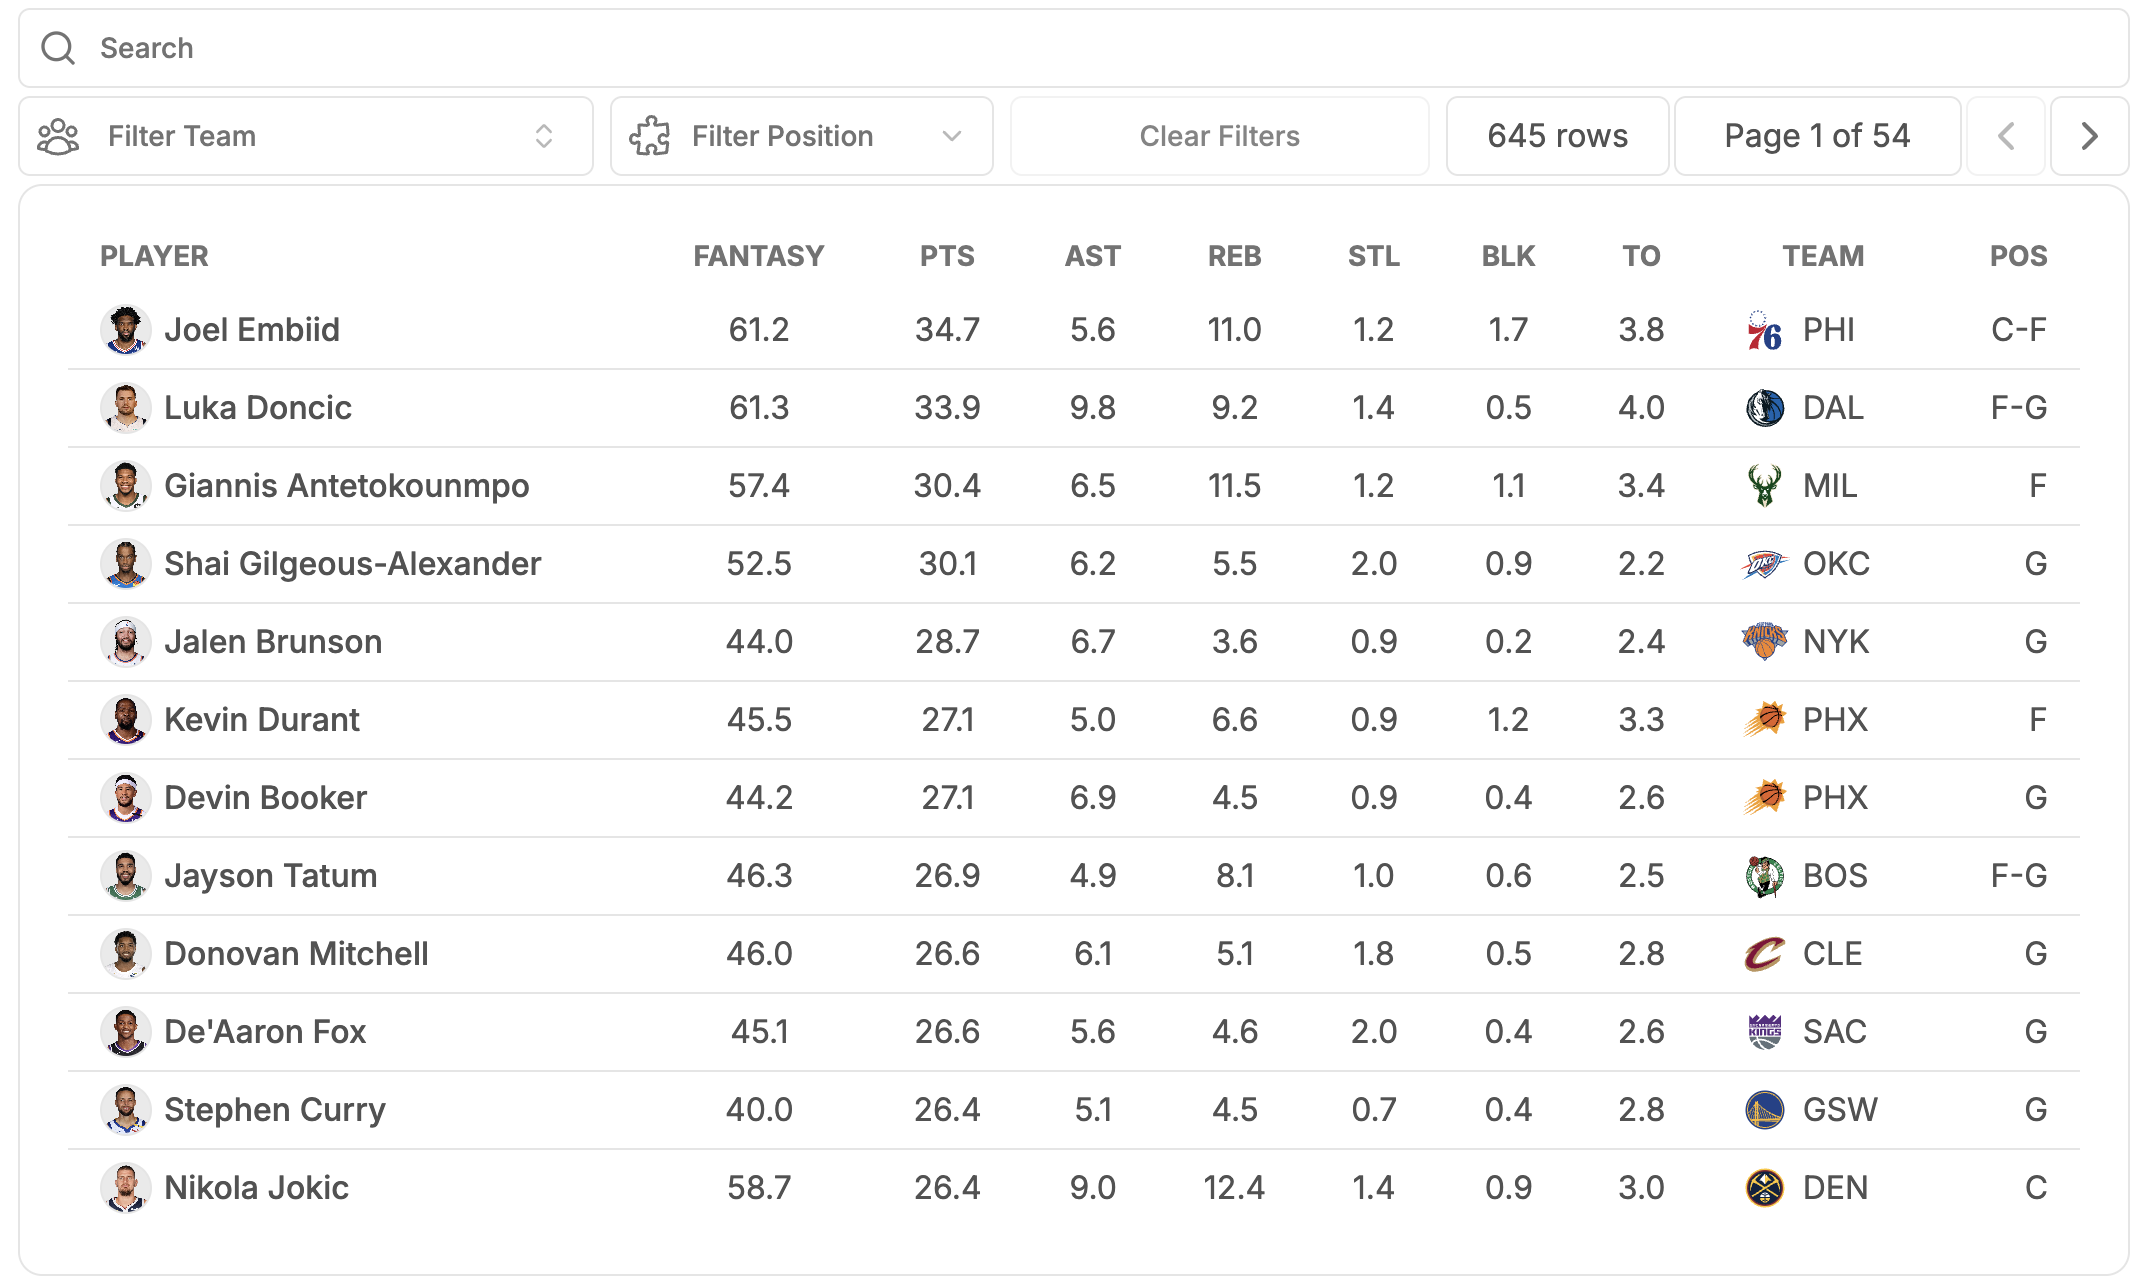 Search
Filter Team Filter Position Clear Filters 645 rows Page 1 of 54
PLAYER FANTASY PTS AST REB STL BLK TO TEAM POS
Joel Embiid 61.2 34.7 5.6 11.0 1.2 1.7 3.8 76 PHI C-F
Luka Doncic 61.3 33.9 9.8 9.2 1.4 0.5 4.0 DAL F-G
Giannis Antetokounmpo 57.4 30.4 6.5 11.5 1.2 1.1 3.4 MIL F
Shai Gilgeous-Alexander 52.5 30.1 6.2 5.5 2.0 0.9 2.2 OKC OKC G
Jalen Brunson 44.0 28.7 6.7 3.6 0.9 0.2 2.4 KNICKS NYK G
Kevin Durant 45.5 27.1 5.0 6.6 0.9 1.2 3.3 PHX F
Devin Booker 44.2 27.1 6.9 4.5 0.9 0.4 2.6 PHX G
Jayson Tatum 46.3 26.9 4.9 8.1 1.0 0.6 2.5 BOS F-G
Donovan Mitchell 46.0 26.6 6.1 5.1 1.8 0.5 2.8 C CLE G
De'Aaron Fox 45.1 26.6 5.6 4.6 2.0 0.4 2.6 KINGS SAC G
Stephen Curry 40.0 26.4 5.1 4.5 0.7 0.4 2.8 GSW G
Nikola Jokic 58.7 26.4 9.0 12.4 1.4 0.9 3.0 DEN C